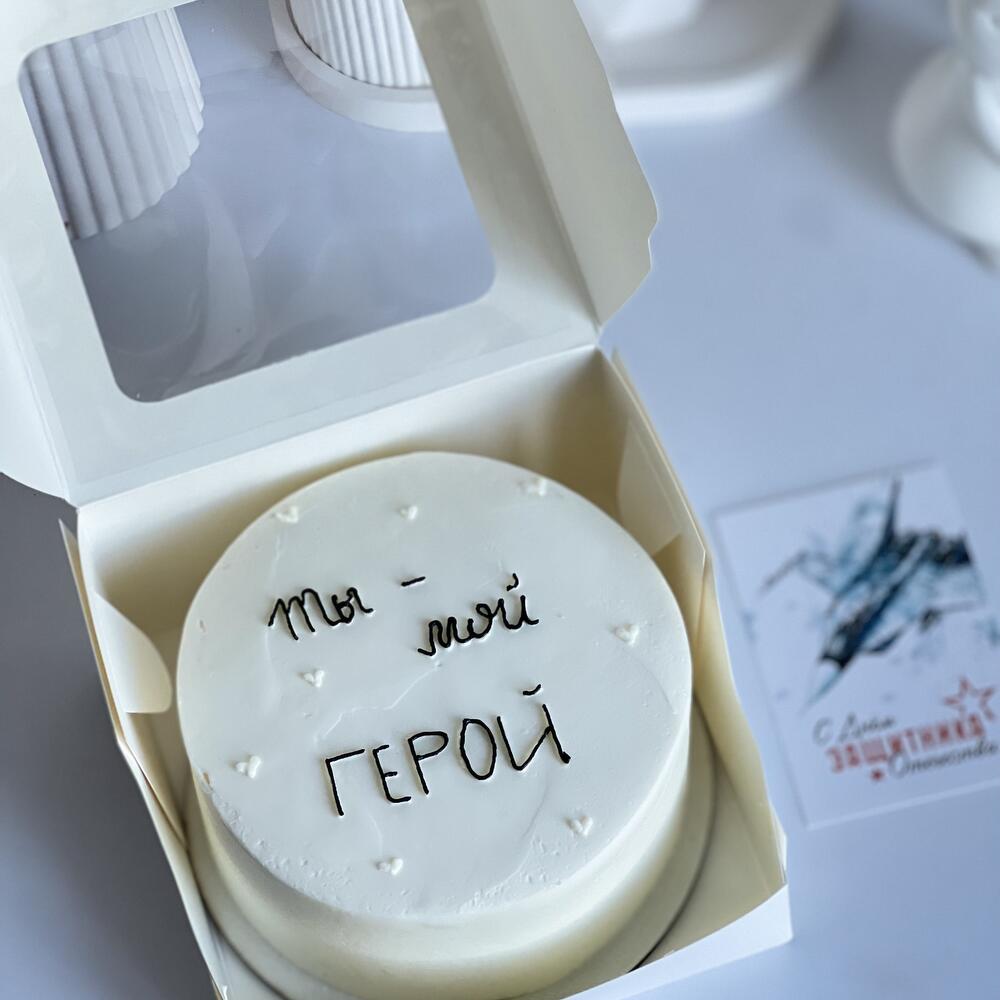 Ты -
мой
ГЕРОЙ
С Днём
ЗАЩИТНИКА
Отечества